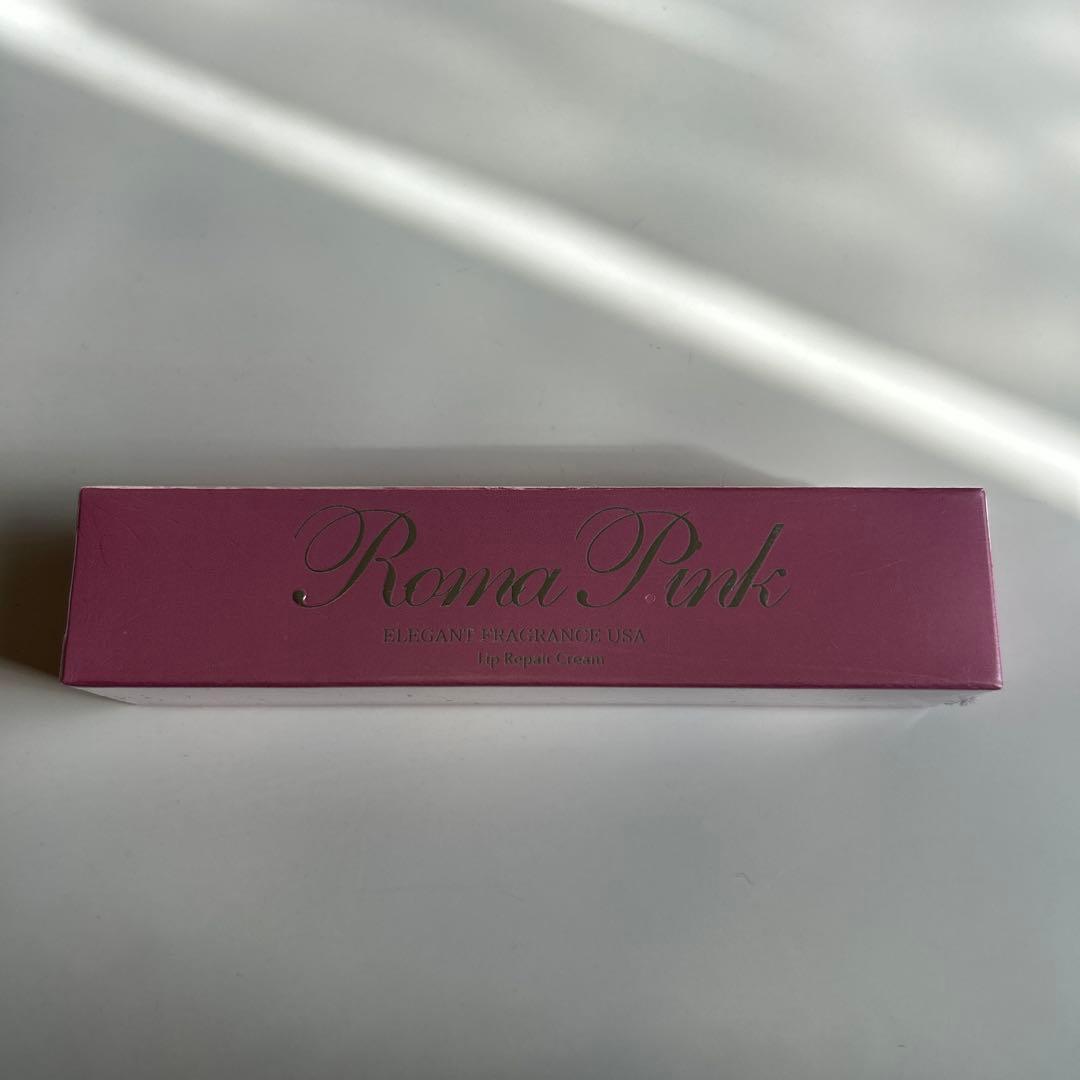 Roma Pink
ELEGANT FRAGRANCE USA
Lip Repair Cream